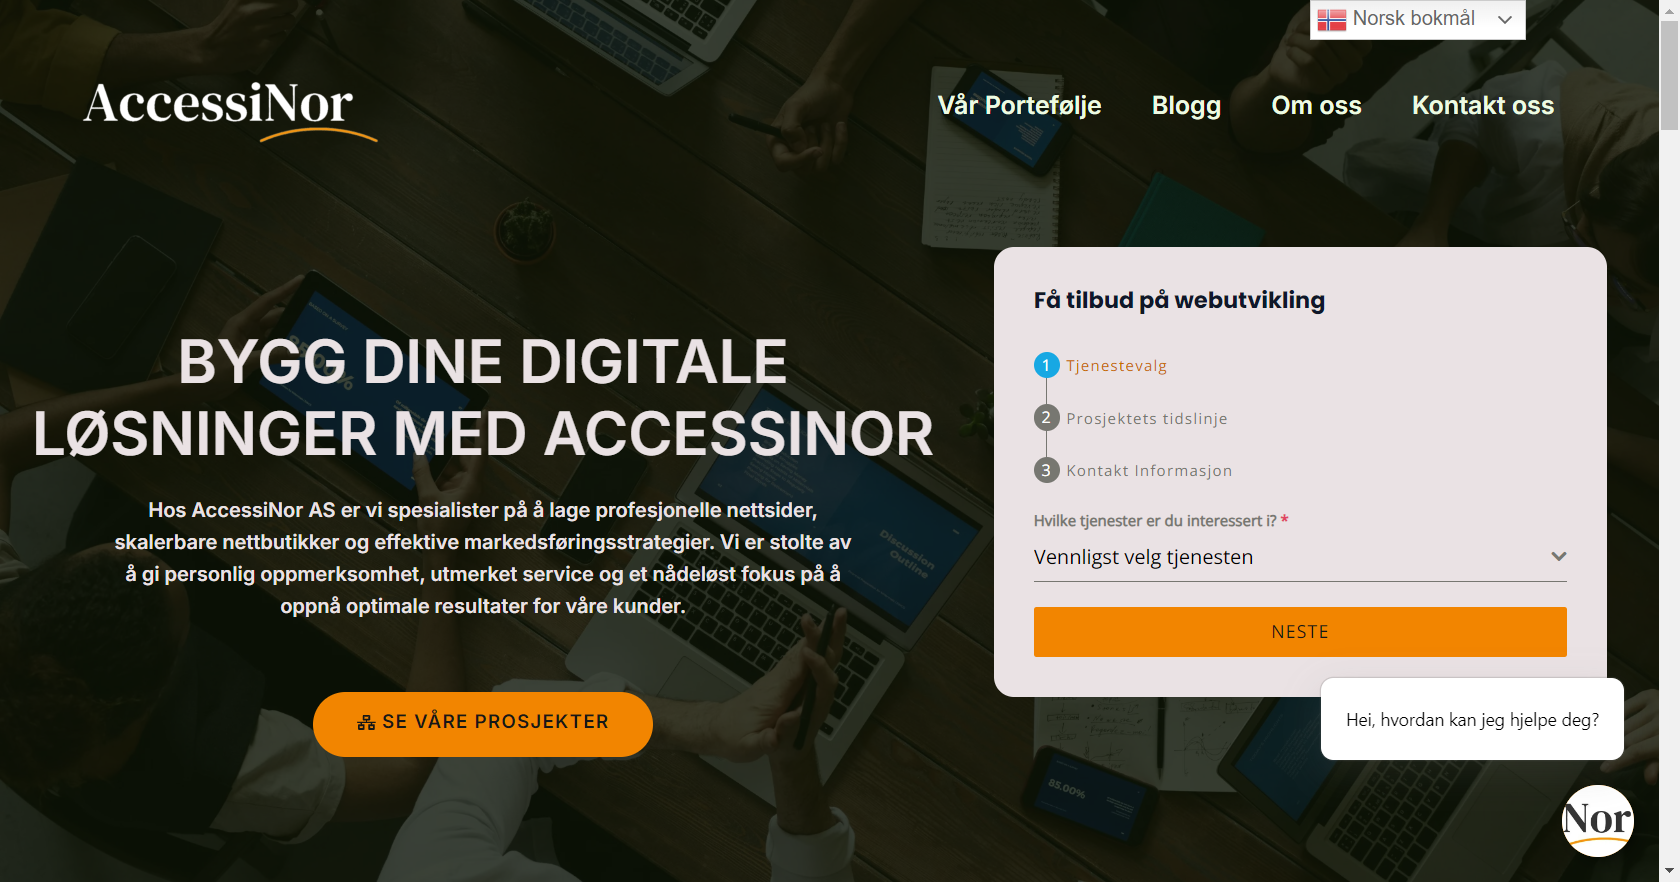 Norsk bokmål
AccessiNor
Vår Portefølje
Blogg
Om oss
Kontakt oss
BYGG DINE DIGITALE
LØSNINGER MED ACCESSINOR
Hos AccessiNor AS er vi spesialister på å lage profesjonelle nettsider,
skalerbare nettbutikker og effektive markedsføringsstrategier. Vi er stolte av
å gi personlig oppmerksomhet, utmerket service og et nådeløst fokus på å
oppnå optimale resultater for våre kunder.
SE VÅRE PROSJEKTER
Få tilbud på webutvikling
1 Tjenestevalg
2 Prosjektets tidslinje
3 Kontakt Informasjon
Hvilke tjenester er du interessert i? *
Vennligst velg tjenesten
NESTE
Hei, hvordan kan jeg hjelpe deg?
Nor
Discussion
Outline
85.00%